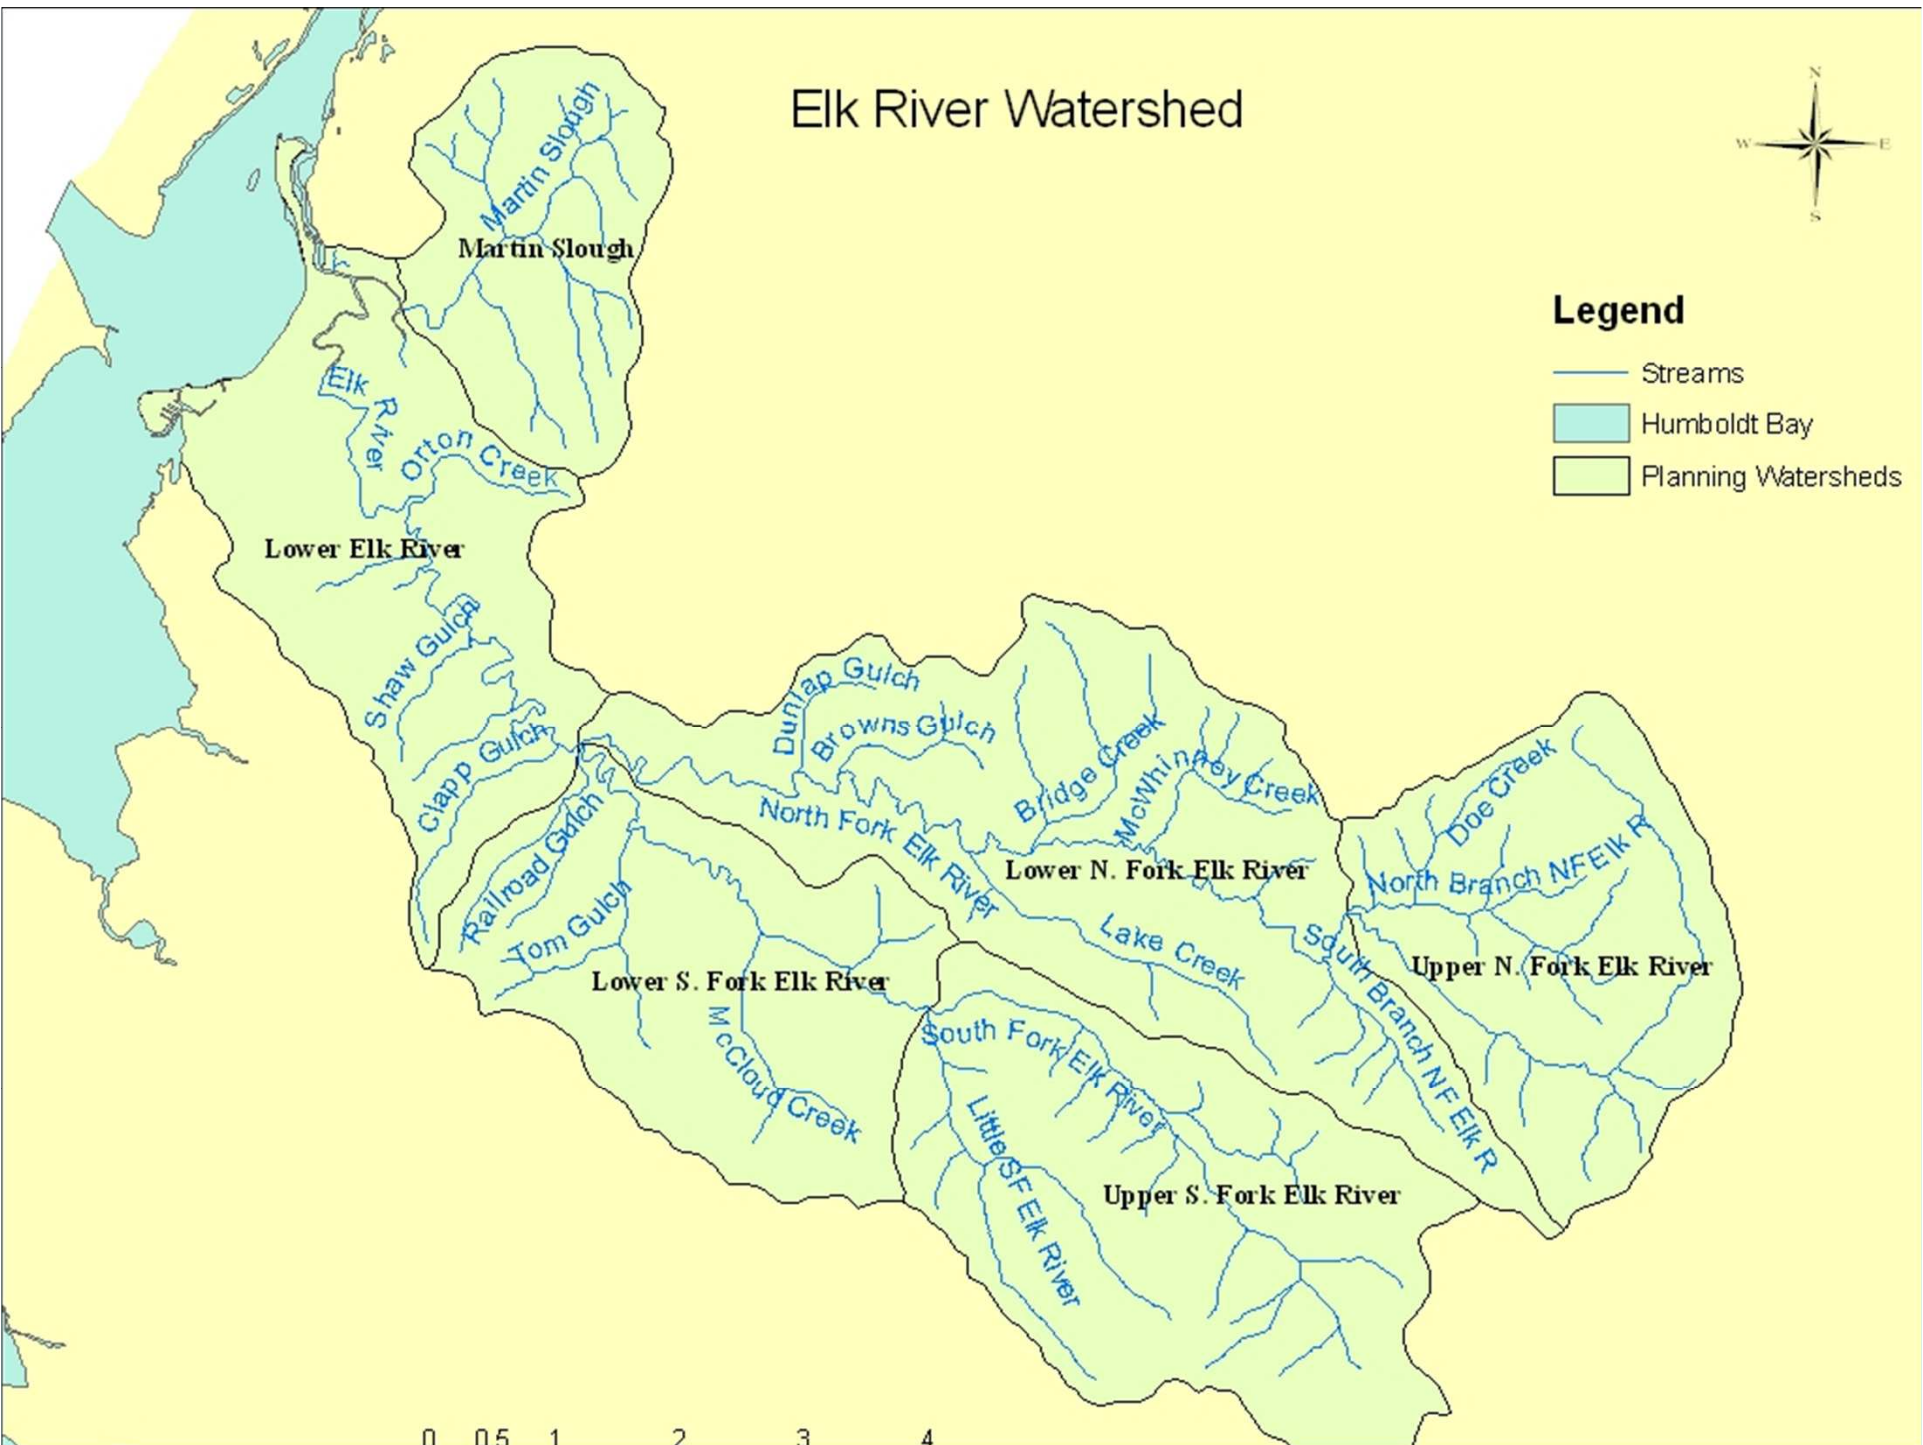 Elk River Watershed
N
W
E
S
Legend
Streams
Humboldt Bay
Planning Watersheds
Martin Slough
Martin Slough
Elk River
Orton Creek
Lower Elk River
Shaw Gulch
Clapp Gulch
Dunlap Gulch
Browns Gulch
Bridge Creek
McWhinney Creek
Doe Creek
Railroad Gulch
Tom Gulch
North Fork Elk River
Lower N. Fork Elk River
North Branch NF Elk R
Lake Creek
South Branch NF Elk R
Upper N. Fork Elk River
Lower S. Fork Elk River
McCloud Creek
South Fork Elk River
Little SF Elk River
Upper S. Fork Elk River
0 0.5 1 2 3 4